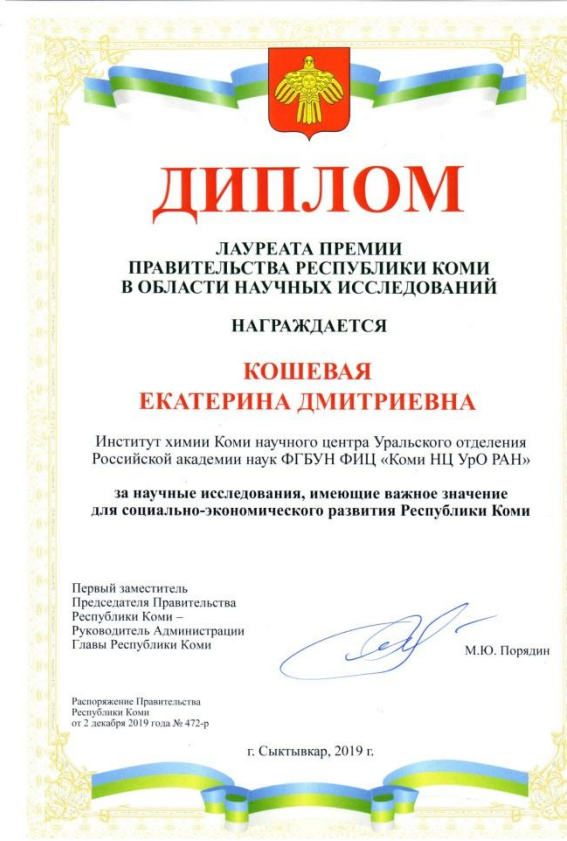 ДИПЛОМ
ЛАУРЕАТА ПРЕМИИ
ПРАВИТЕЛЬСТВА РЕСПУБЛИКИ КОМИ
В ОБЛАСТИ НАУЧНЫХ ИССЛЕДОВАНИЙ
НАГРАЖДАЕТСЯ
КОШЕВАЯ
ЕКАТЕРИНА ДМИТРИЕВНА
Институт химии Коми научного центра Уральского отделения
Российской академии наук ФГБУН ФИЦ «Коми НЦ УрО РАН»
за научные исследования, имеющие важное значение
для социально-экономического развития Республики Коми
Первый заместитель
Председателя Правительства
Республики Коми –
Руководитель Администрации
Главы Республики Коми
М.Ю. Порядин
Распоряжение Правительства
Республики Коми
от 2 декабря 2019 года № 472-р
г. Сыктывкар, 2019 г.